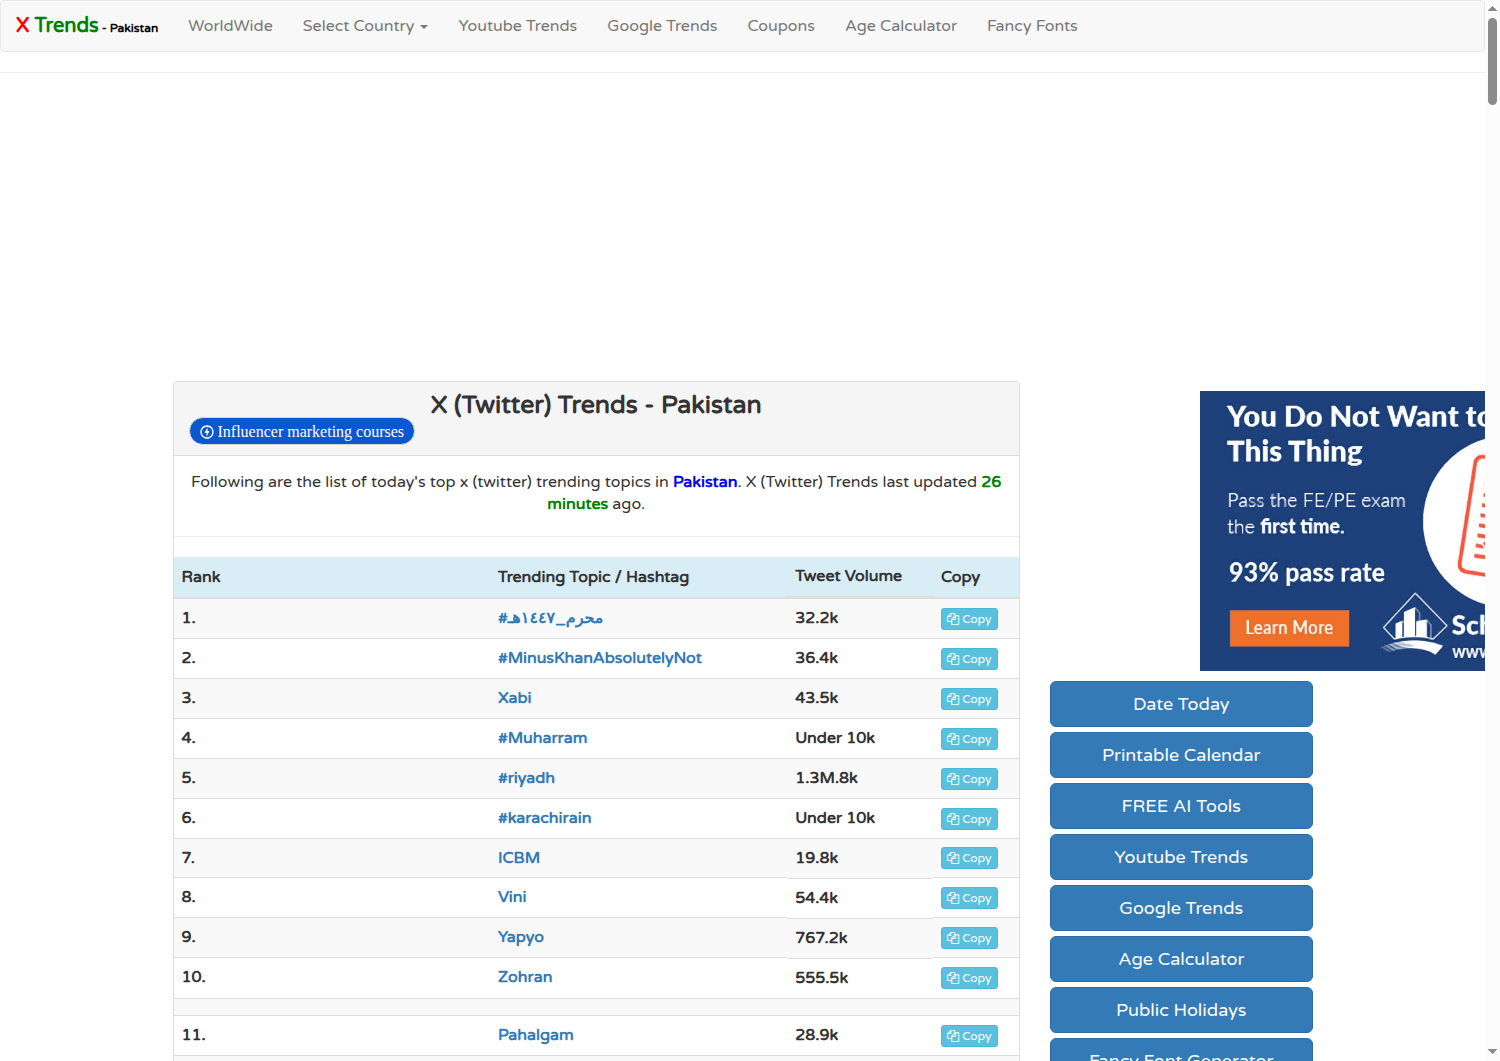 X Trends - Pakistan WorldWide Select Country Youtube Trends Google Trends Coupons Age Calculator Fancy Fonts
X (Twitter) Trends - Pakistan
Influencer marketing courses
Following are the list of today's top x (twitter) trending topics in Pakistan. X (Twitter) Trends last updated 26
minutes ago.
Rank Trending Topic / Hashtag Tweet Volume Copy
1. #محرم_١٤٤٧هـ 32.2k Copy
2. #MinusKhanAbsolutelyNot 36.4k Copy
3. Xabi 43.5k Copy
4. #Muharram Under 10k Copy
5. #riyadh 1.3M.8k Copy
6. #karachirain Under 10k Copy
7. ICBM 19.8k Copy
8. Vini 54.4k Copy
9. Yapyo 767.2k Copy
10. Zohran 555.5k Copy
11. Pahalgam 28.9k Copy
You Do Not Want to
This Thing
Pass the FE/PE exam
the first time.
93% pass rate
Learn More
Sch
www
Date Today
Printable Calendar
FREE AI Tools
Youtube Trends
Google Trends
Age Calculator
Public Holidays
Fancy Font Generator